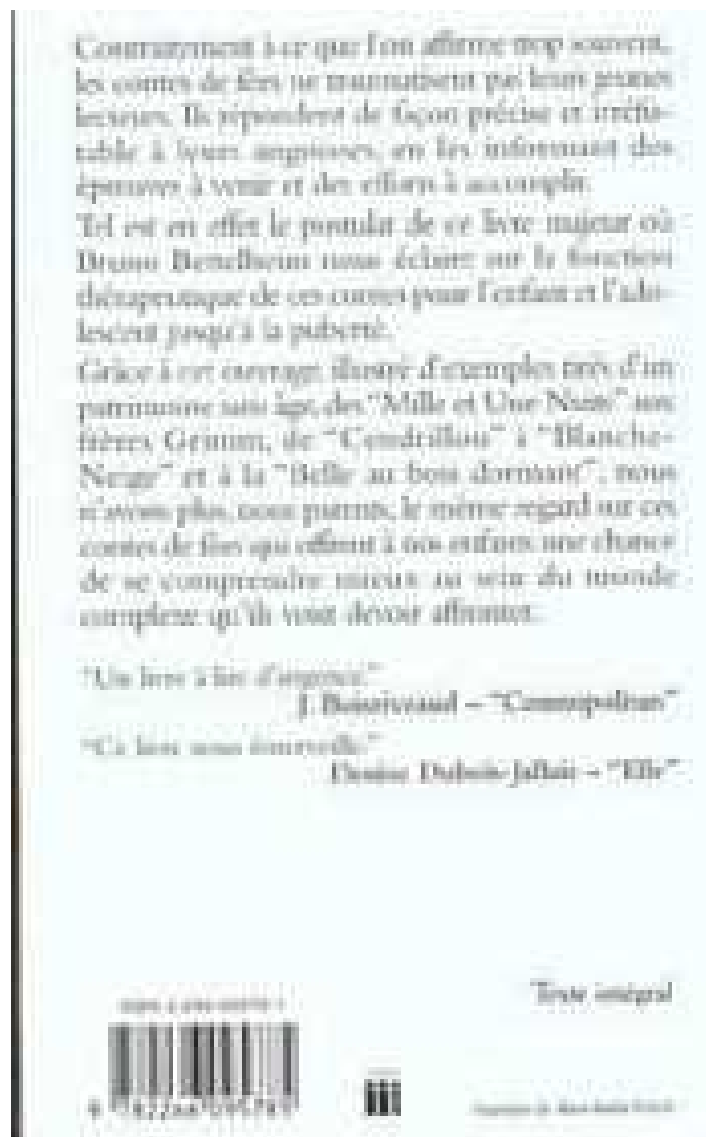 Contrairement à ce que l'on affirme trop souvent,
les contes de fées ne traumatisent pas leurs jeunes
lecteurs. Ils répondent de façon précise et irréfu-
table à leurs angoisses, en les informant des
épreuves à venir et des efforts à accomplir.
Tel est en effet le postulat de ce livre majeur où
Bruno Bettelheim nous éclaire sur la fonction
thérapeutique de ces contes pour l'enfant et l'ado-
lescent jusqu'à la puberté.
Grâce à cet ouvrage, illustré d'exemples tirés d'un
patrimoine sans âge, des "Mille et Une Nuits" aux
frères Grimm, de "Cendrillon" à "Blanche-
Neige" et à la "Belle au bois dormant", nous
n'avons plus, nous parents, le même regard sur ces
contes de fées qui offrent à nos enfants une chance
de se comprendre mieux au sein du monde
complexe qu'ils vont devoir affronter.
"Un livre à lire d'urgence."
J. Boisriveaud – "Cosmopolitan"
"Ce livre nous émerveille."
Denise Dubois-Jallais – "Elle"
Texte intégral